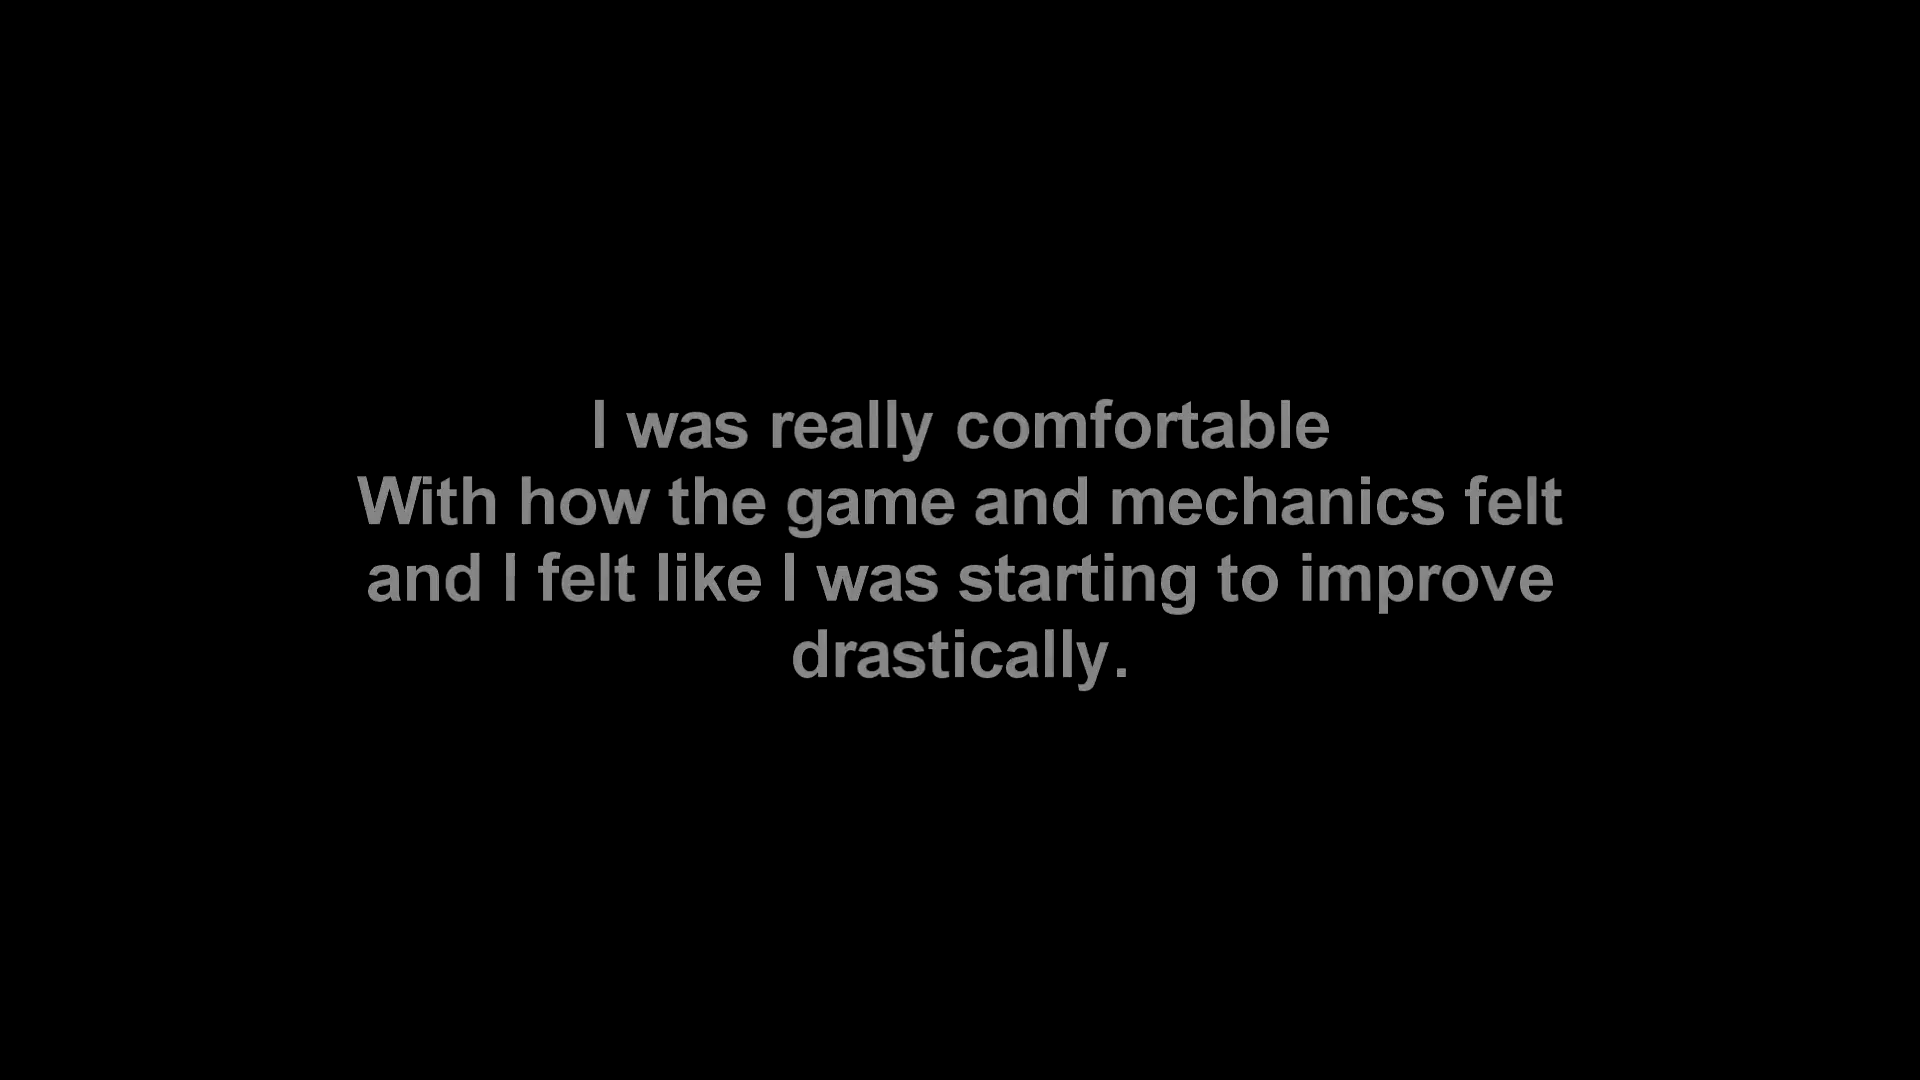 I was really comfortable
With how the game and mechanics felt
and I felt like I was starting to improve
drastically.